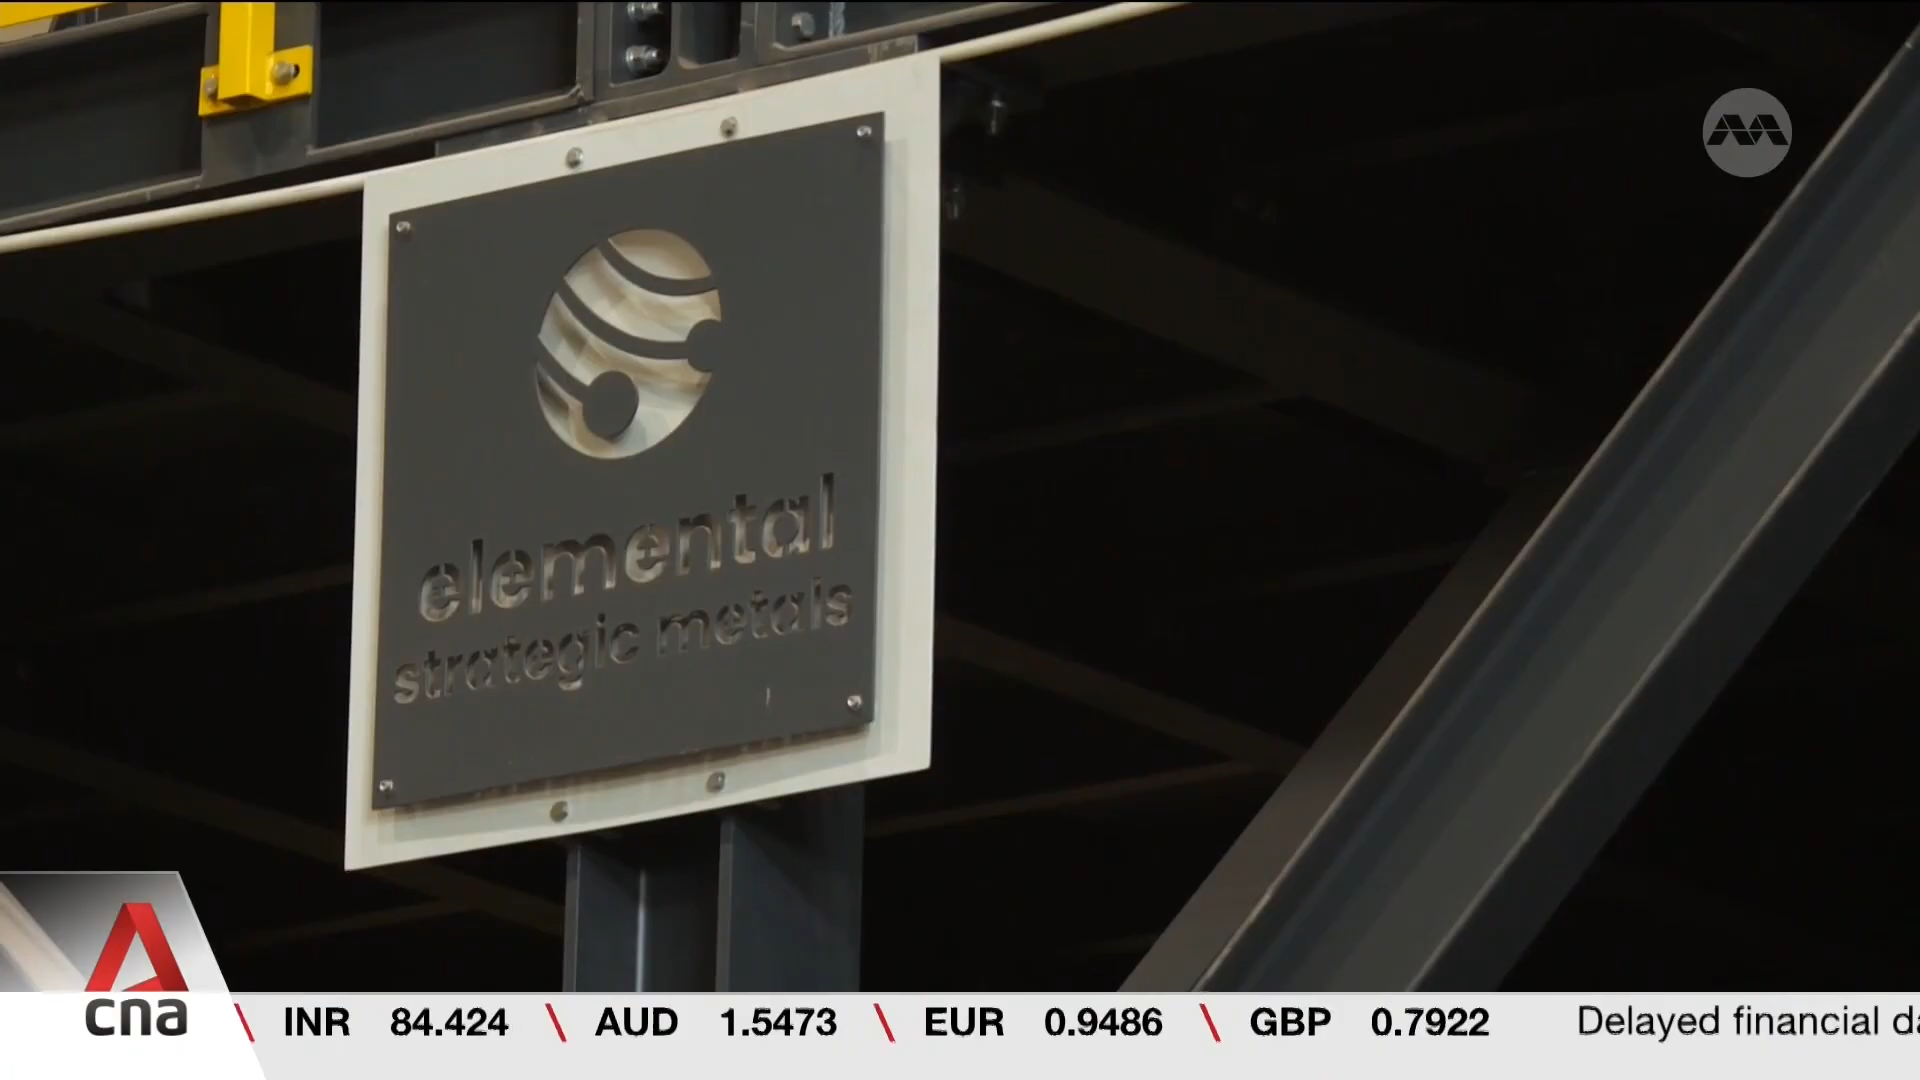 elemental
strategic metals
cna
INR 84.424 \ AUD 1.5473 \ EUR 0.9486 \ GBP 0.7922 Delayed financial